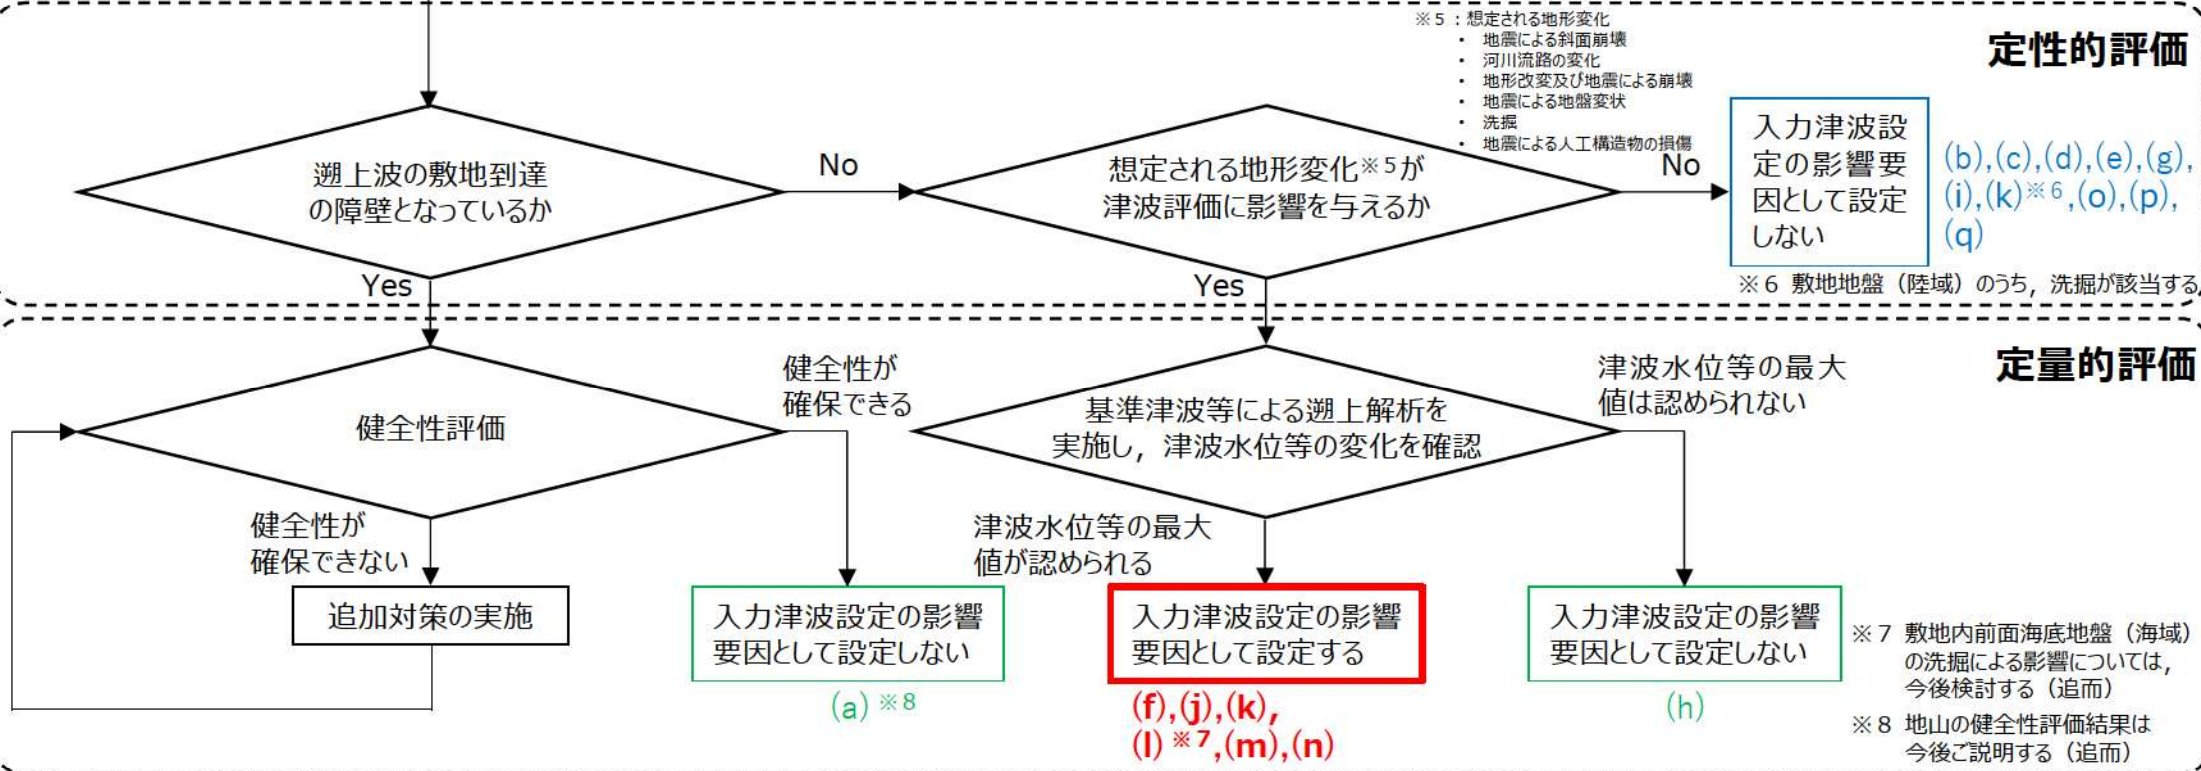 ※５：想定される地形変化
・ 地震による斜面崩壊
・ 河川流路の変化
・ 地形改変及び地震による崩壊
・ 地震による地盤変状
・ 洗掘
・ 地震による人工構造物の損傷
定性的評価
遡上波の敷地到達
の障壁となっているか
No
想定される地形変化※５が
津波評価に影響を与えるか
No
入力津波設
定の影響要
因として設定
しない
(b),(c),(d),(e),(g),
(i),(k)※６,(o),(p),
(q)
Yes
Yes
※６ 敷地地盤（陸域）のうち，洗掘が該当する
定量的評価
健全性評価
健全性が
確保できる
基準津波等による遡上解析を
実施し，津波水位等の変化を確認
津波水位等の最大
値は認められない
健全性が
確保できない
津波水位等の最大
値が認められる
追加対策の実施
入力津波設定の影響
要因として設定しない
(a)※８
入力津波設定の影響
要因として設定する
(f),(j),(k),
(l)※７,(m),(n)
入力津波設定の影響
要因として設定しない
(h)
※７ 敷地内前面海底地盤（海域）
の洗掘による影響については，
今後検討する（追而）
※８ 地山の健全性評価結果は
今後ご説明する（追而）